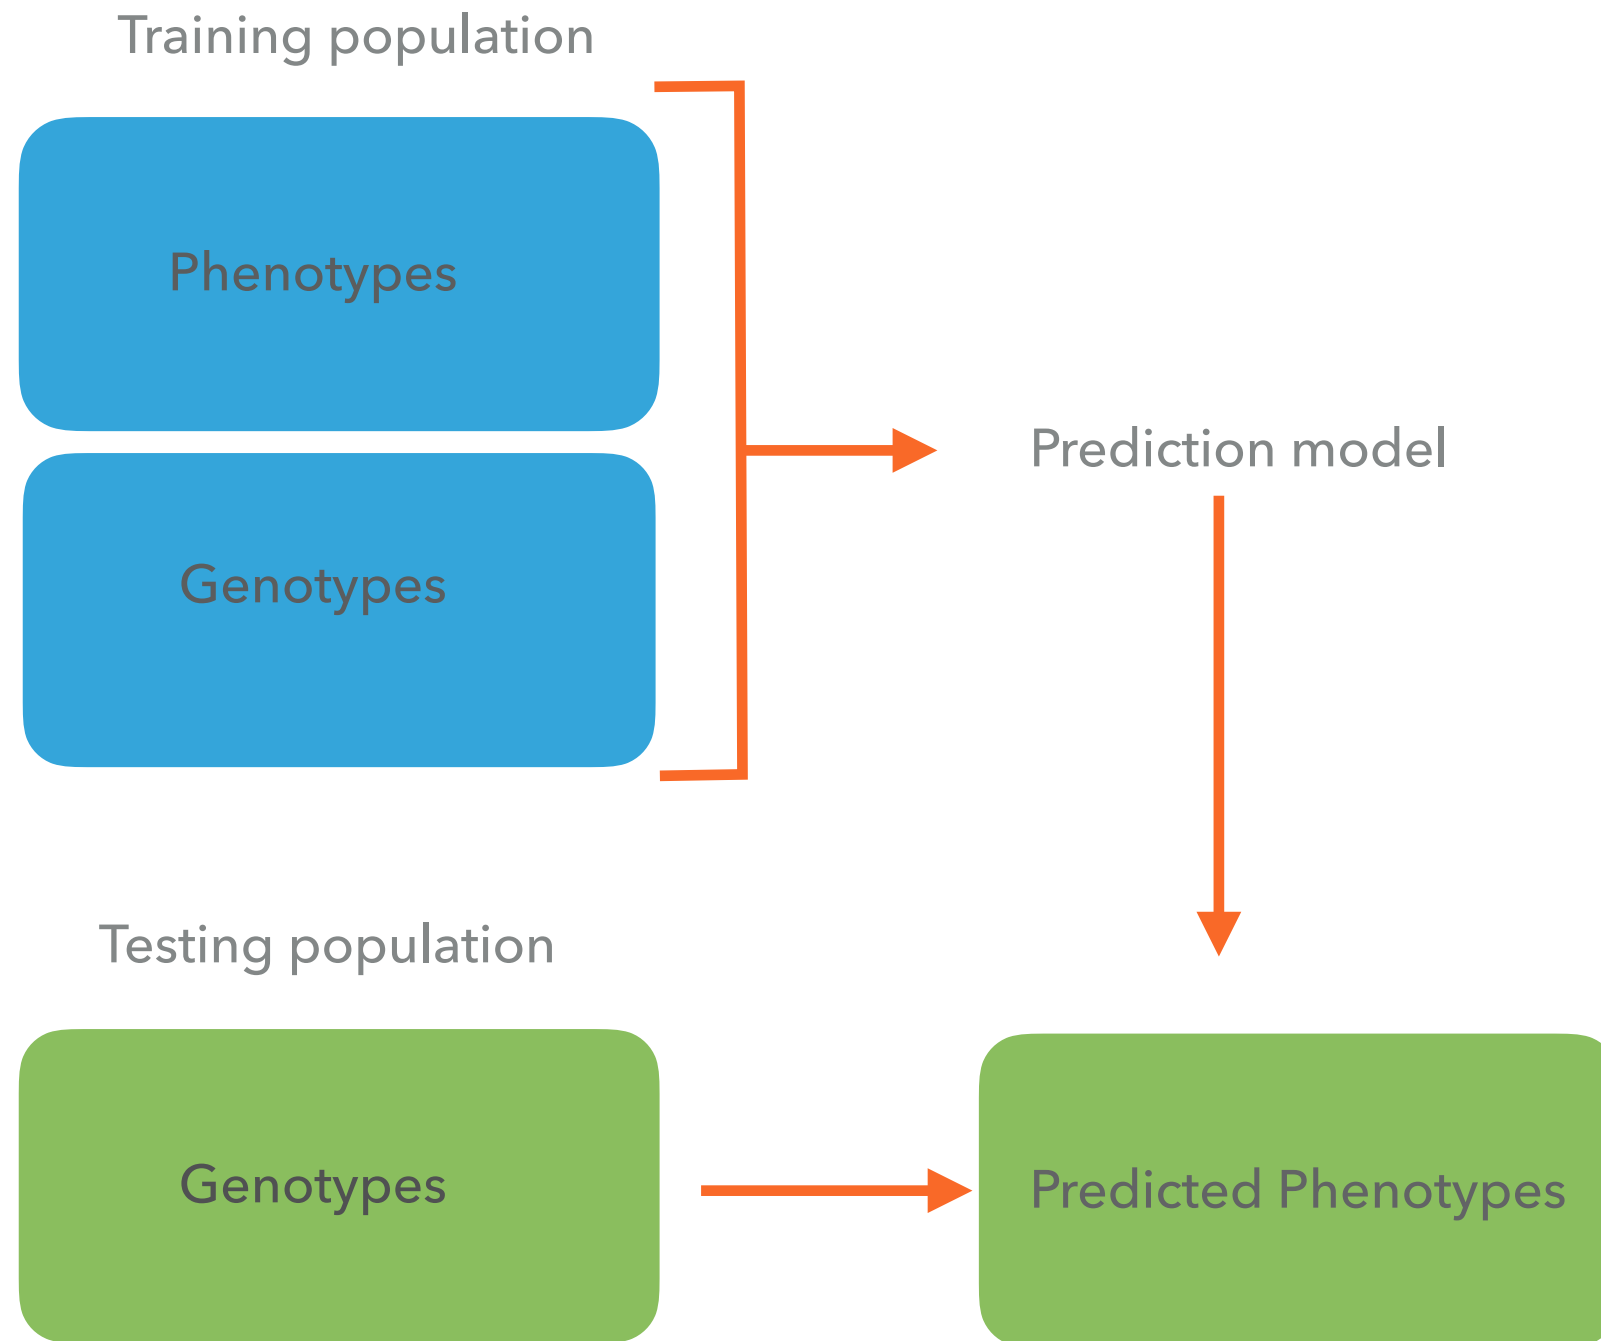 Training population
Phenotypes
Genotypes
Prediction model
Testing population
Genotypes
Predicted Phenotypes